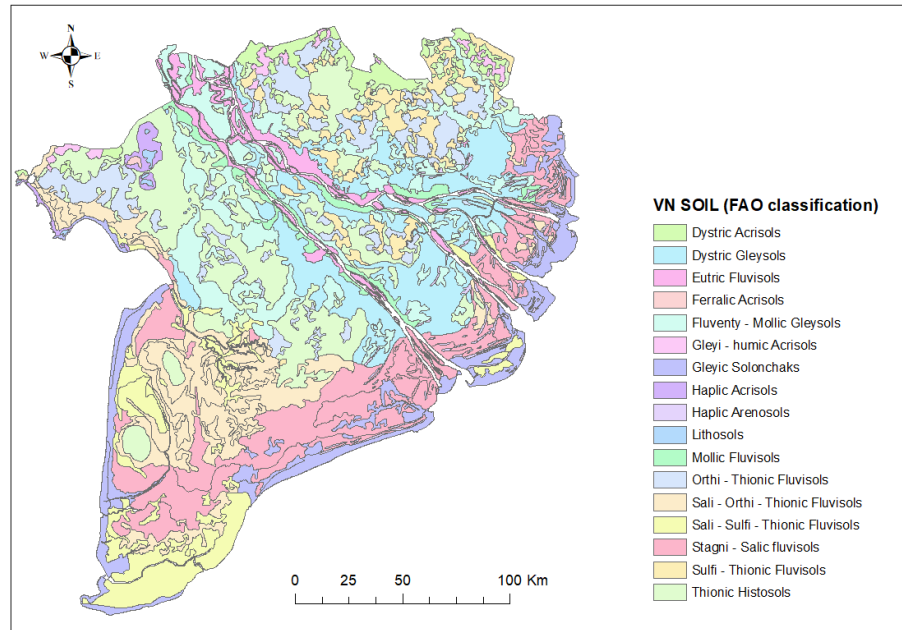 N
W E
S
VN SOIL (FAO classification)
Dystric Acrisols
Dystric Gleysols
Eutric Fluvisols
Ferralic Acrisols
Fluventy - Mollic Gleysols
Gleyi - humic Acrisols
Gleyic Solonchaks
Haplic Acrisols
Haplic Arenosols
Lithosols
Mollic Fluvisols
Orthi - Thionic Fluvisols
Sali - Orthi - Thionic Fluvisols
Sali - Sulfi - Thionic Fluvisols
Stagni - Salic fluvisols
Sulfi - Thionic Fluvisols
Thionic Histosols
0 25 50 100 Km